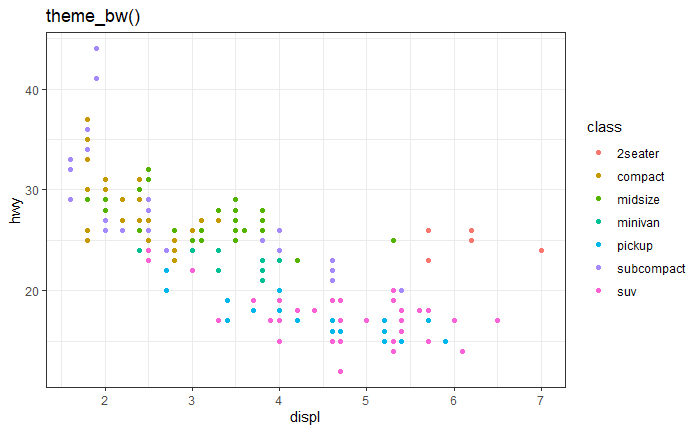 theme_bw()
40
30
20
hwy
2
3
4
5
6
7
displ
class
2seater
compact
midsize
minivan
pickup
subcompact
suv